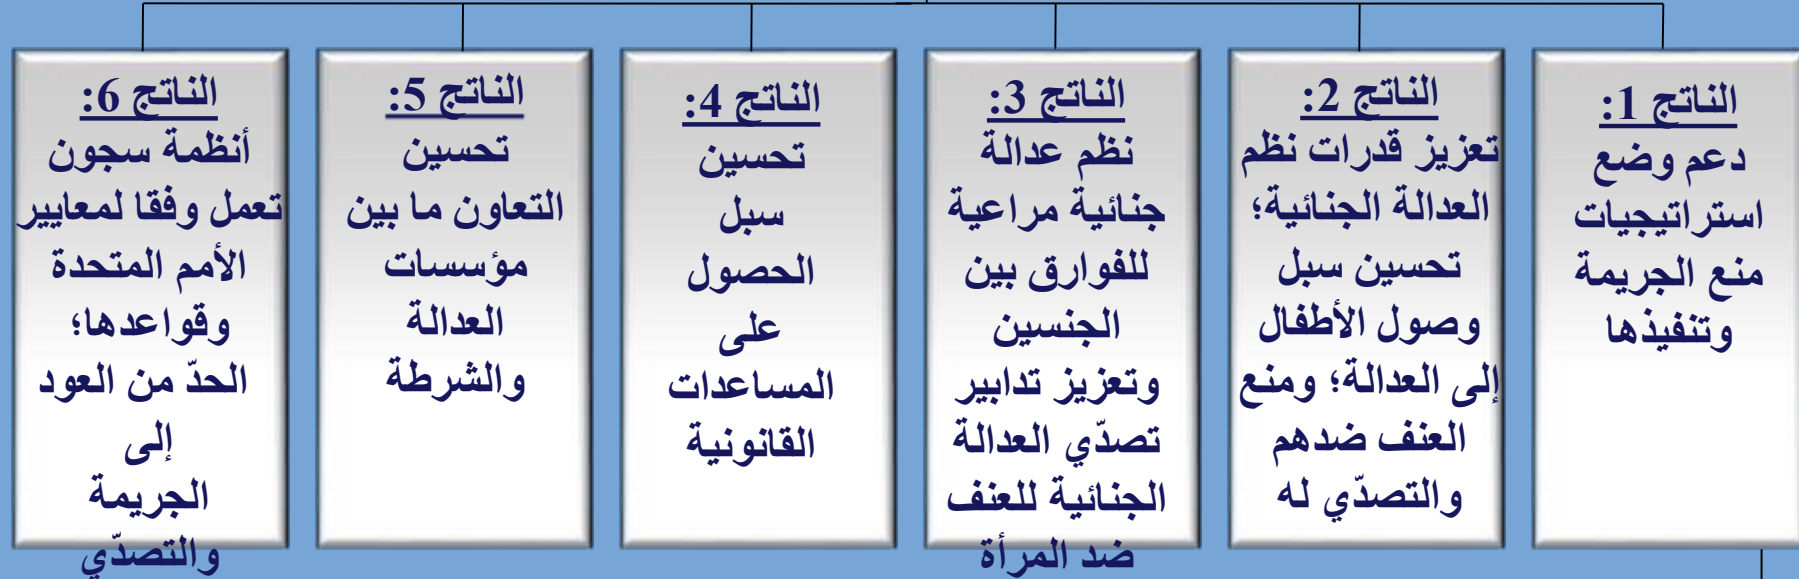 الناتج 1:
دعم وضع
استراتيجيات
منع الجريمة
وتنفيذها
الناتج 2:
تعزيز قدرات نظم
العدالة الجنائية؛
تحسين سبل
وصول الأطفال
إلى العدالة؛ ومنع
العنف ضدهم
والتصدّي له
الناتج 3:
نظم عدالة
جنائية مراعية
للفوارق بين
الجنسين
وتعزيز تدابير
تصدّي العدالة
الجنائية للعنف
ضد المرأة
الناتج 4:
تحسين
سبل
الحصول
على
المساعدات
القانونية
الناتج 5:
تحسين
التعاون ما بين
مؤسسات
العدالة
والشرطة
الناتج 6:
أنظمة سجون
تعمل وفقا لمعايير
الأمم المتحدة
وقواعدها؛
الحدّ من العود
إلى
الجريمة
والتصدّي